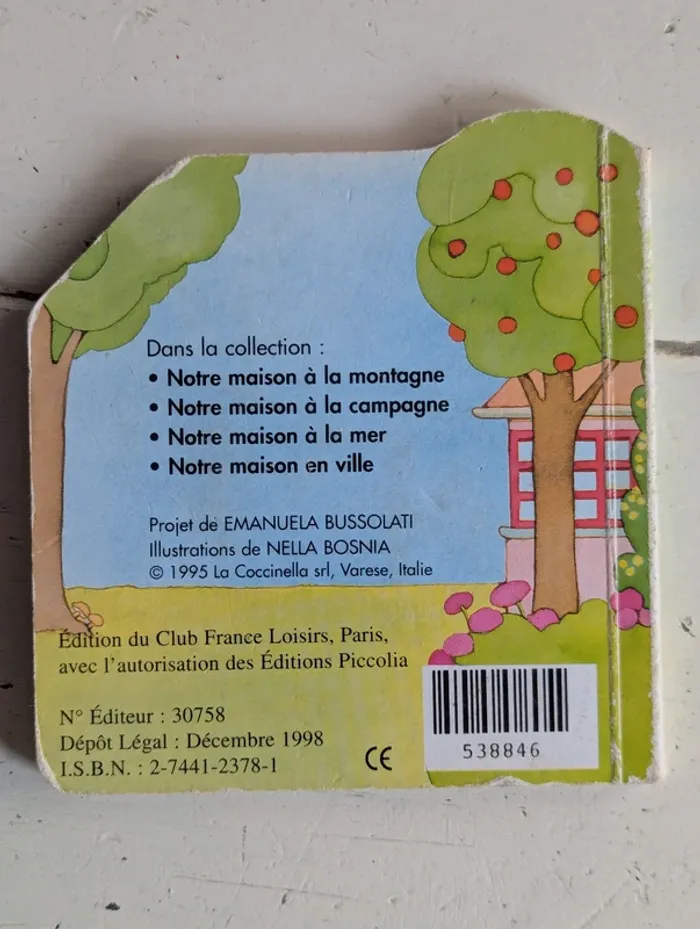 Dans la collection :
• Notre maison à la montagne
• Notre maison à la campagne
• Notre maison à la mer
• Notre maison en ville
Projet de EMANUELA BUSSOLATI
Illustrations de NELLA BOSNIA
© 1995 La Coccinella srl, Varese, Italie
Édition du Club France Loisirs, Paris,
avec l'autorisation des Éditions Piccolia
N° Éditeur : 30758
Dépôt Légal : Décembre 1998
I.S.B.N. : 2-7441-2378-1
CE
538846